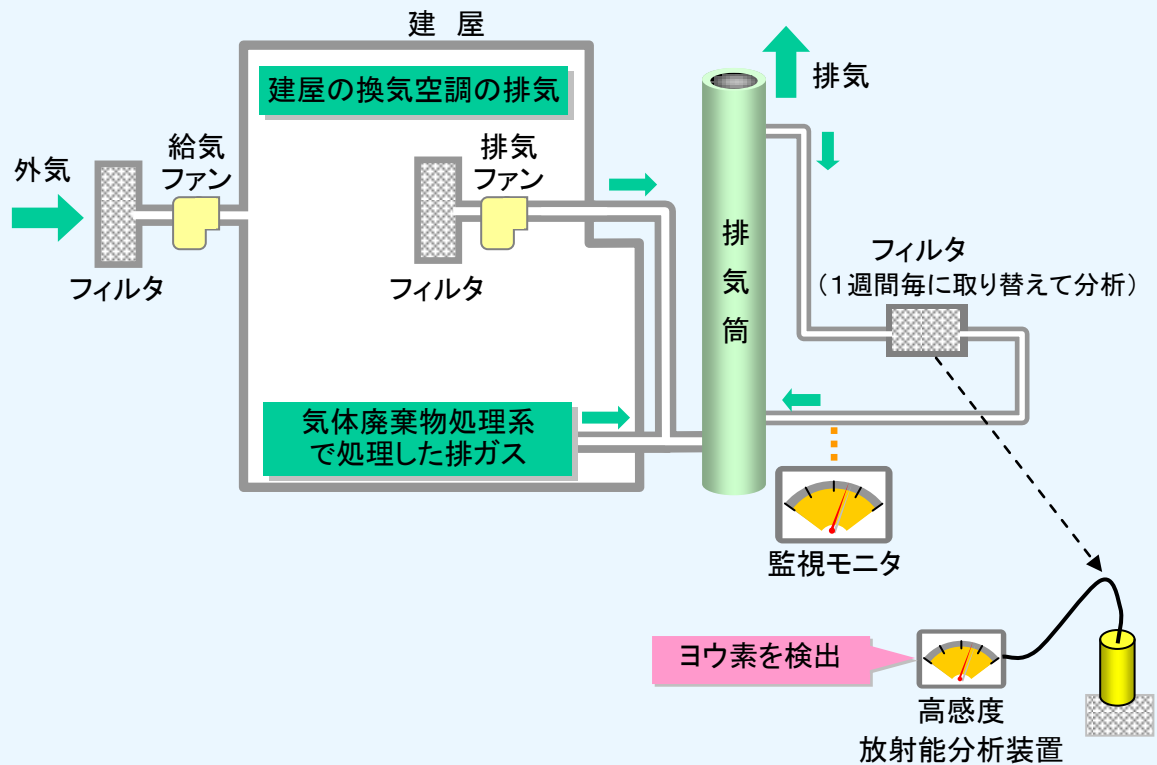 建 屋
建屋の換気空調の排気
排気
外気
給気
ファン
排気
ファン
フィルタ
フィルタ
排
気
筒
フィルタ
（１週間毎に取り替えて分析）
気体廃棄物処理系
で処理した排ガス
監視モニタ
ヨウ素を検出
高感度
放射能分析装置